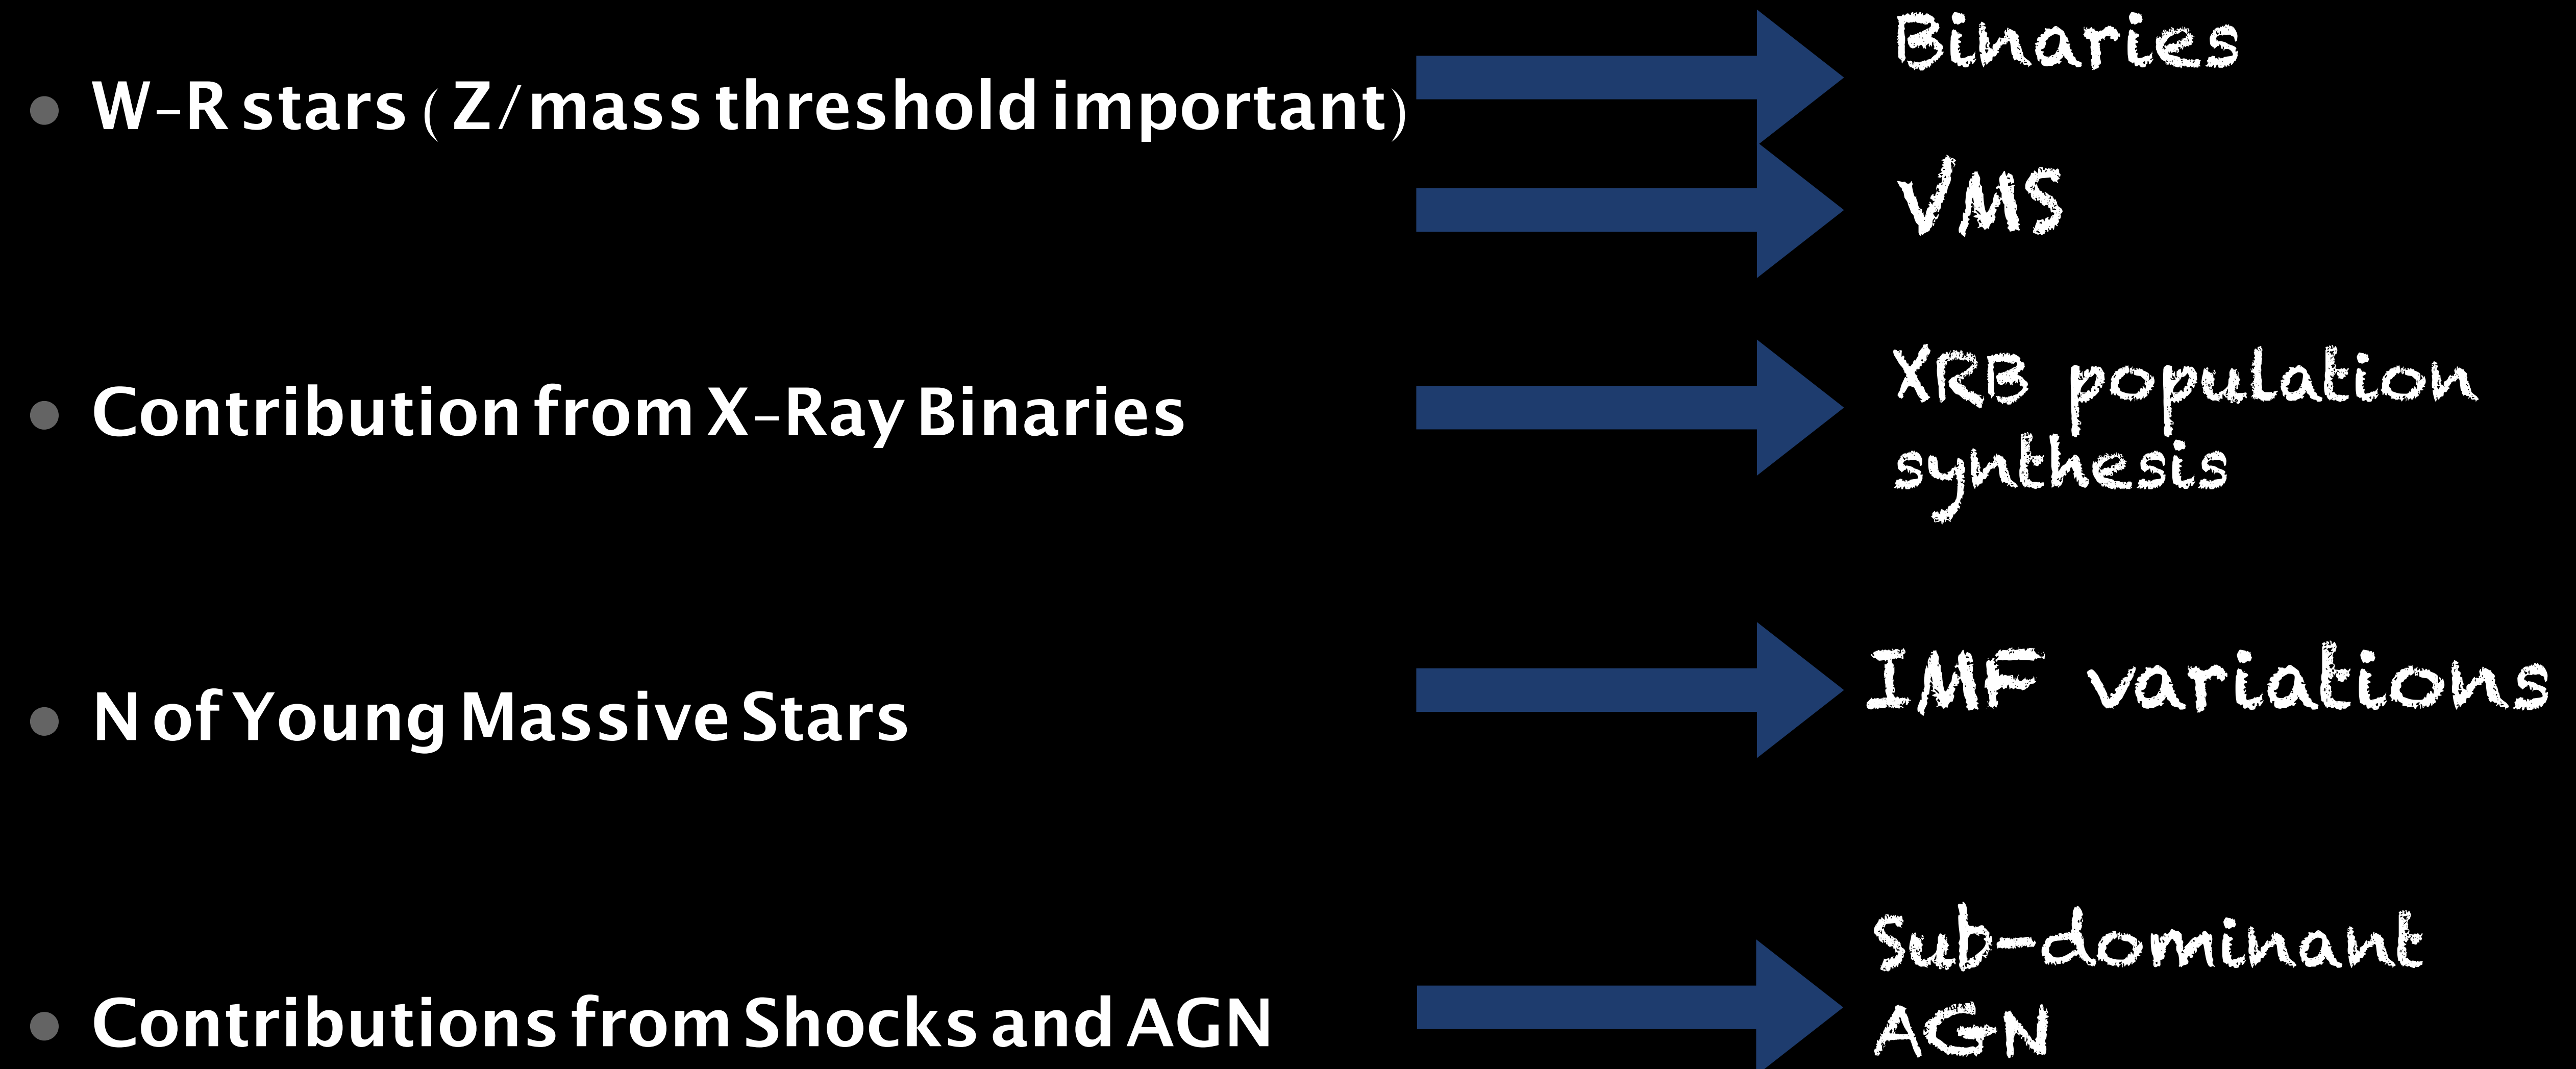 Binaries
W-R stars (Z/mass threshold important)
VMS
Contribution from X-Ray Binaries
XRB population
synthesis
N of Young Massive Stars
IMF variations
Sub-dominant
AGN
Contributions from Shocks and AGN